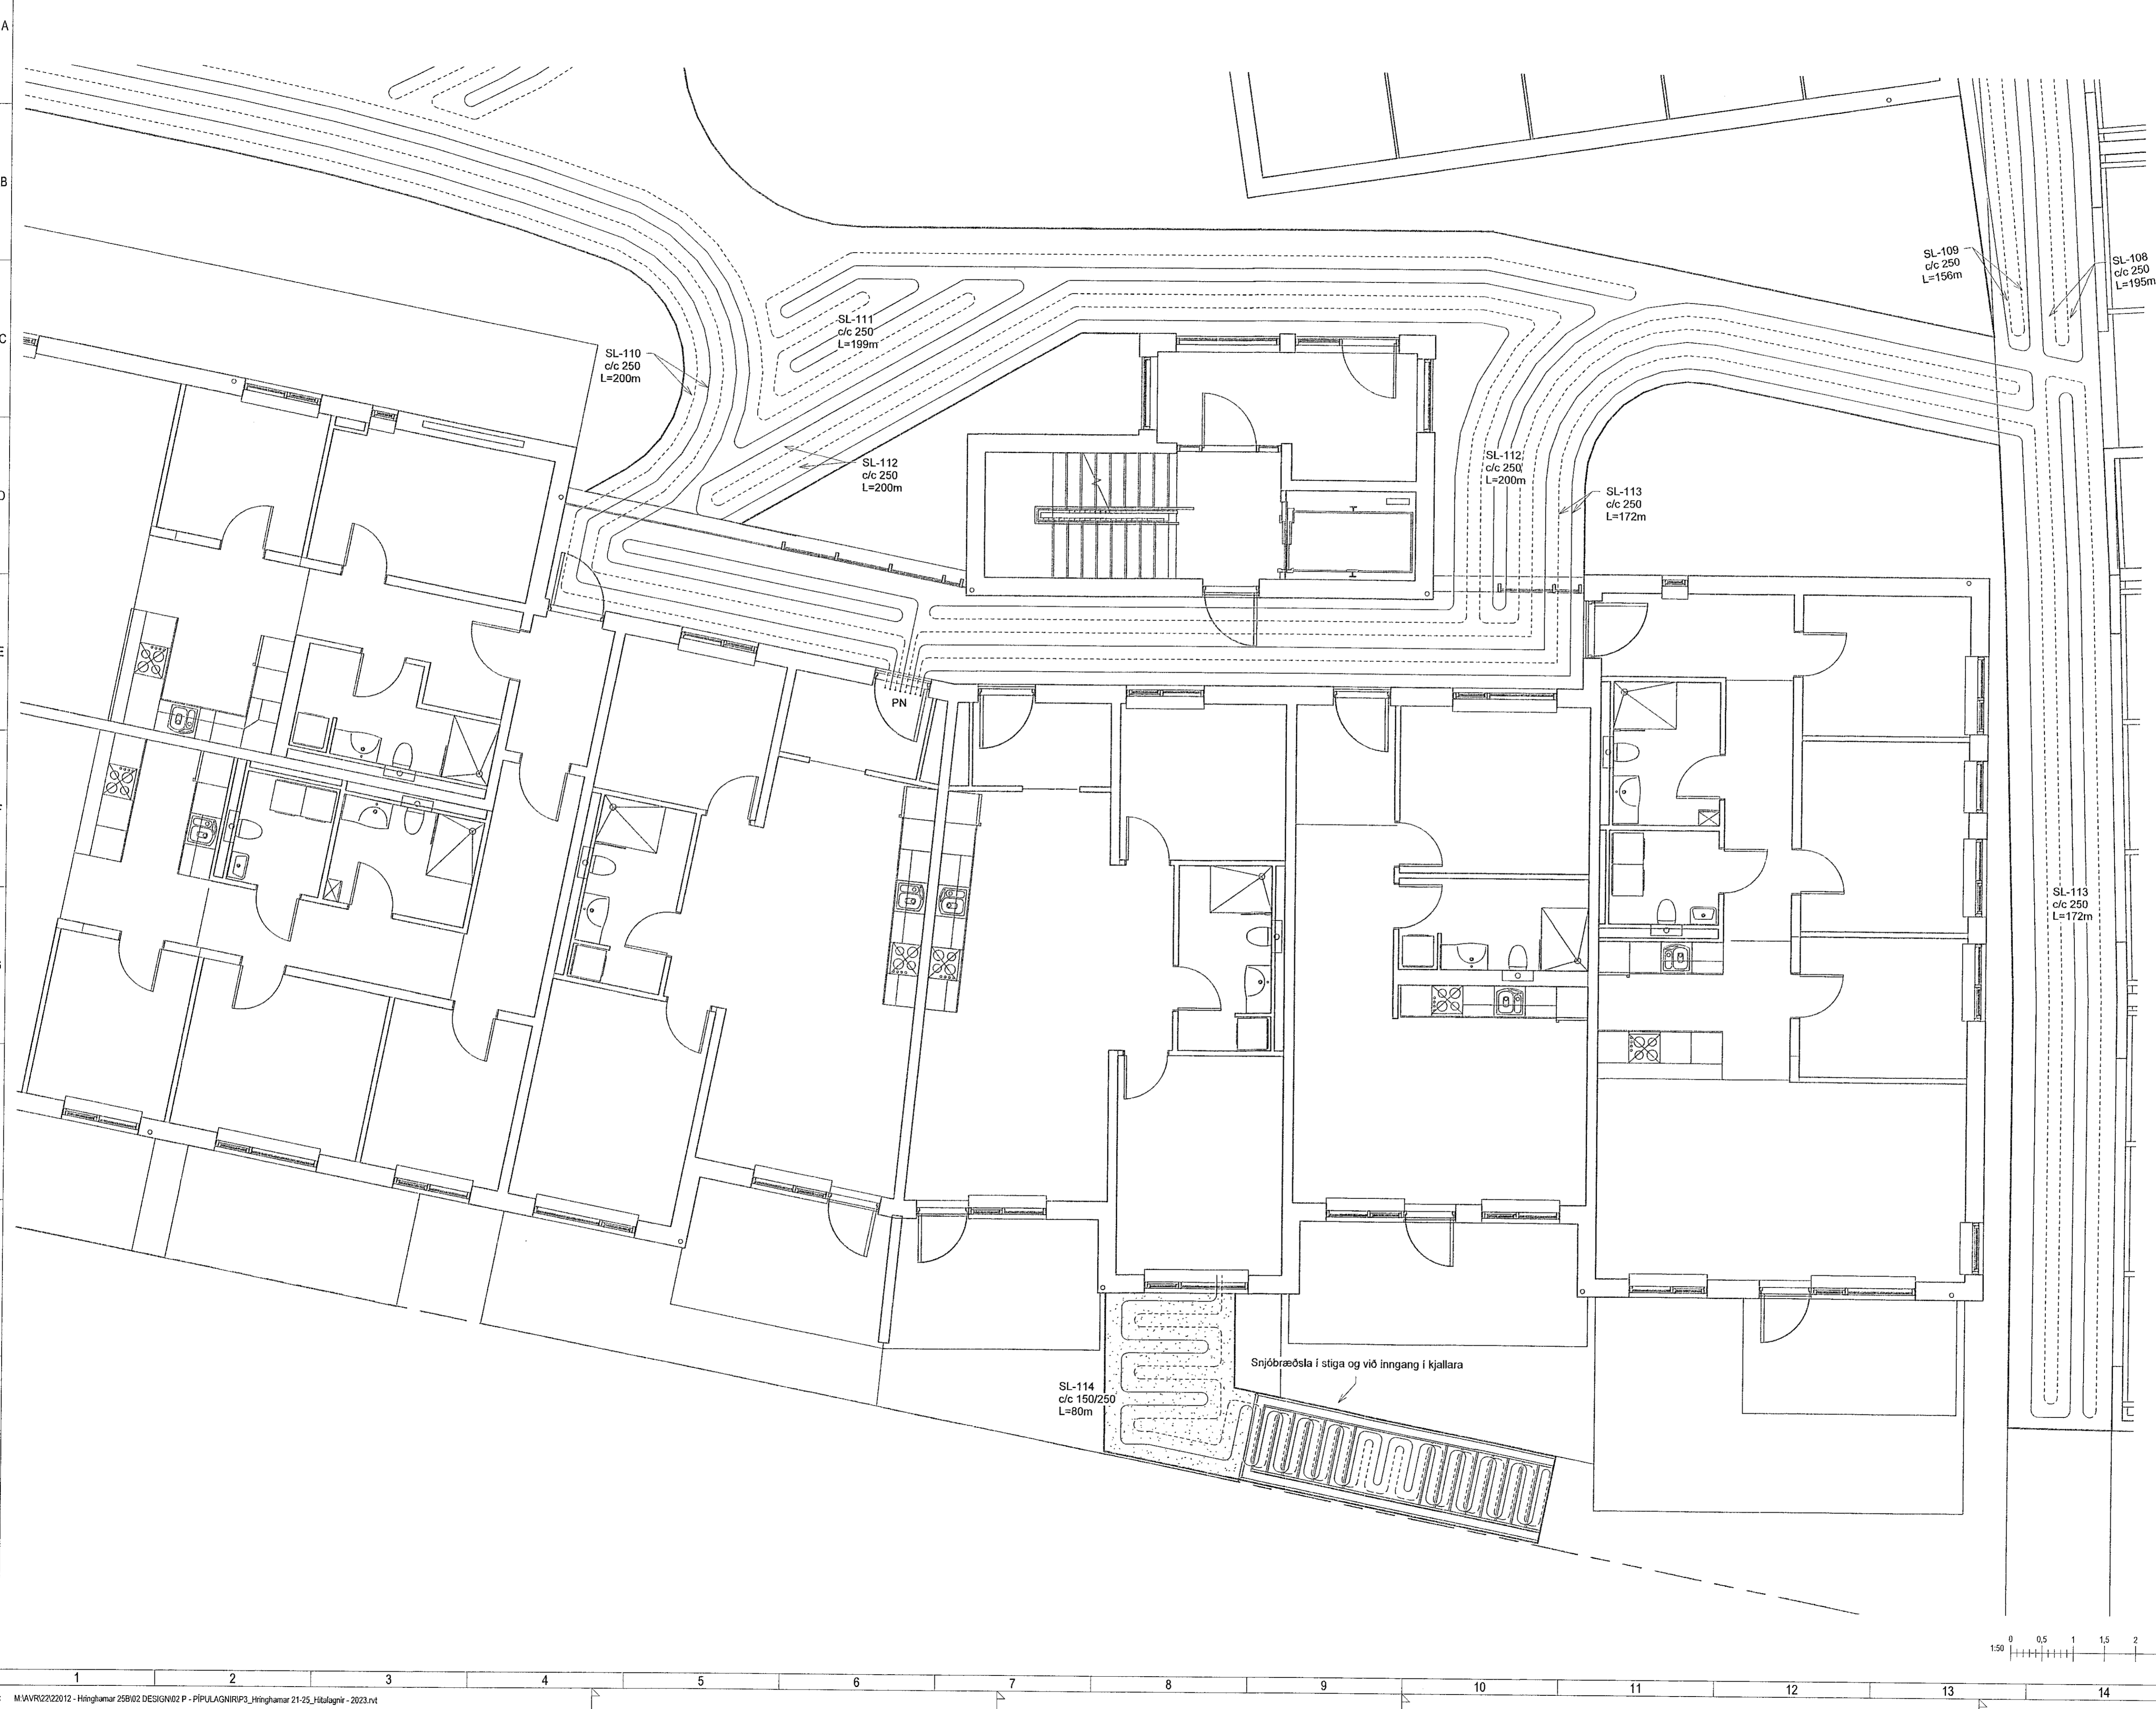 A
B
SL-109
c/c 250
L=156m
SL-108
c/c 250
L=195m
SL-111
c/c 250
L=199m
C
SL-110
c/c 250
L=200m
SL-112
c/c 250
L=200m
SL-112
c/c 250
L=200m
SL-113
c/c 250
L=172m
D
E
PN
SL-113
c/c 250
L=172m
Snjóbræðsla í stiga og við inngang í kjallara
SL-114
c/c 150/250
L=80m
1:50
0 0,5 1 1,5 2
1 2 3 4 5 6 7 8 9 10 11 12 13 14
M:\AVR\22\22012 - Hringhamar 25B\02 DESIGN\02 P - PÍPULAGNIR\P3_Hringhamar 21-25_Hitalagnir - 2023.rvt